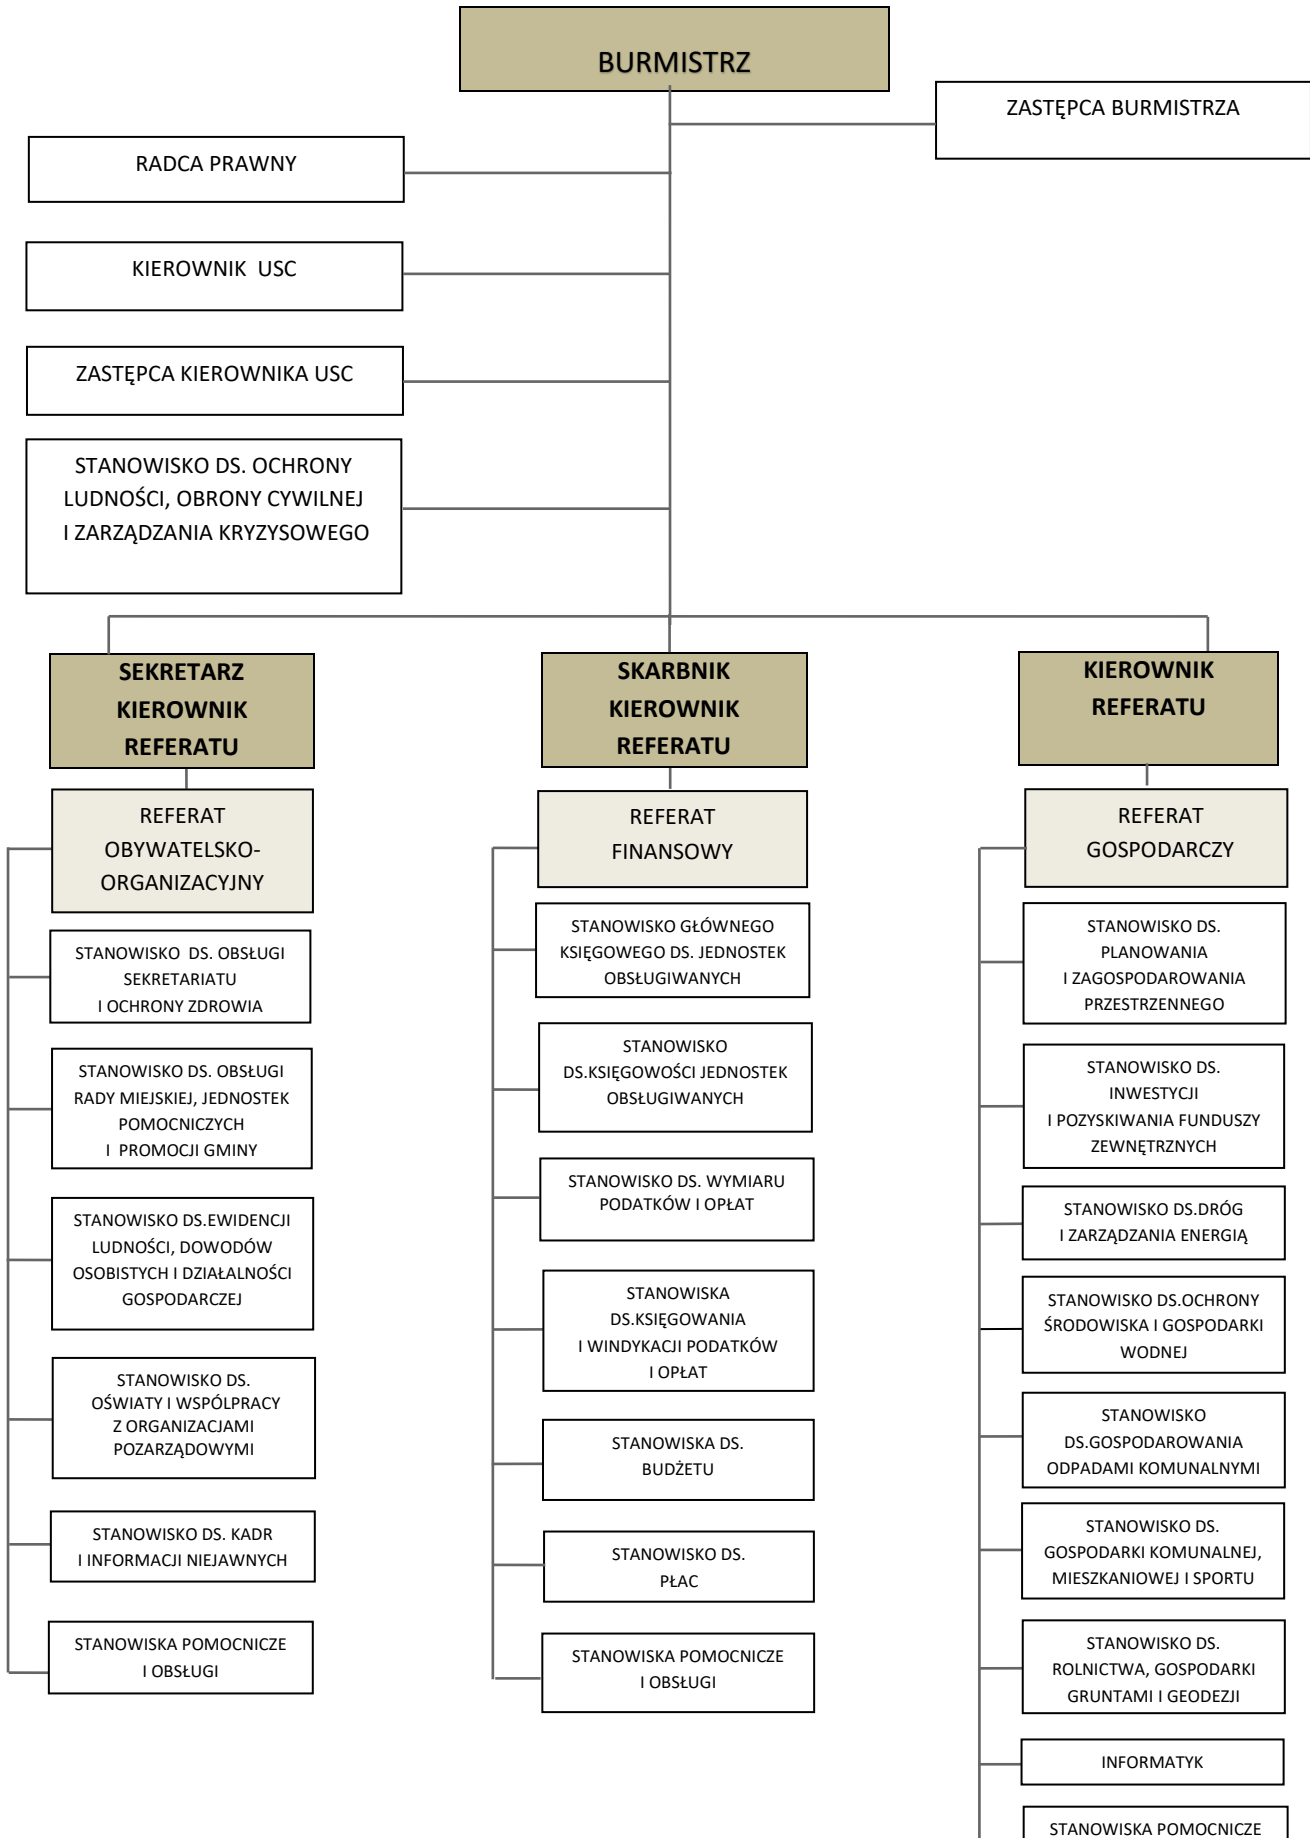 BURMISTRZ
ZASTĘPCA BURMISTRZA
RADCA PRAWNY
KIEROWNIK USC
ZASTĘPCA KIEROWNIKA USC
STANOWISKO DS. OCHRONY
LUDNOŚCI, OBRONY CYWILNEJ
I ZARZĄDZANIA KRYZYSOWEGO
SEKRETARZ
KIEROWNIK
REFERATU
REFERAT
OBYWATELSKO-
ORGANIZACYJNY
STANOWISKO DS. OBSŁUGI
SEKRETARIATU
I OCHRONY ZDROWIA
STANOWISKO DS. OBSŁUGI
RADY MIEJSKIEJ, JEDNOSTEK
POMOCNICZYCH
I PROMOCJI GMINY
STANOWISKO DS.EWIDENCJI
LUDNOŚCI, DOWODÓW
OSOBISTYCH I DZIAŁALNOŚCI
GOSPODARCZEJ
STANOWISKO DS.
OŚWIATY I WSPÓLPRACY
Z ORGANIZACJAMI
POZARZĄDOWYMI
STANOWISKO DS. KADR
I INFORMACJI NIEJAWNYCH
STANOWISKA POMOCNICZE
I OBSŁUGI
SKARBNIK
KIEROWNIK
REFERATU
REFERAT
FINANSOWY
STANOWISKO GŁÓWNEGO
KSIĘGOWEGO DS. JEDNOSTEK
OBSŁUGIWANYCH
STANOWISKO
DS.KSIĘGOWOŚCI JEDNOSTEK
OBSŁUGIWANYCH
STANOWISKO DS. WYMIARU
PODATKÓW I OPŁAT
STANOWISKA
DS.KSIĘGOWANIA
I WINDYKACJI PODATKÓW
I OPŁAT
STANOWISKA DS.
BUDŻETU
STANOWISKO DS.
PŁAC
STANOWISKA POMOCNICZE
I OBSŁUGI
KIEROWNIK
REFERATU
REFERAT
GOSPODARCZY
STANOWISKO DS.
PLANOWANIA
I ZAGOSPODAROWANIA
PRZESTRZENNEGO
STANOWISKO DS.
INWESTYCJI
I POZYSKIWANIA FUNDUSZY
ZEWNĘTRZNYCH
STANOWISKO DS.DRÓG
I ZARZĄDZANIA ENERGIĄ
STANOWISKO DS.OCHRONY
ŚRODOWISKA I GOSPODARKI
WODNEJ
STANOWISKO
DS.GOSPODAROWANIA
ODPADAMI KOMUNALNYMI
STANOWISKO DS.
GOSPODARKI KOMUNALNEJ,
MIESZKANIOWEJ I SPORTU
STANOWISKO DS.
ROLNICTWA, GOSPODARKI
GRUNTAMI I GEODEZJI
INFORMATYK
STANOWISKA POMOCNICZE